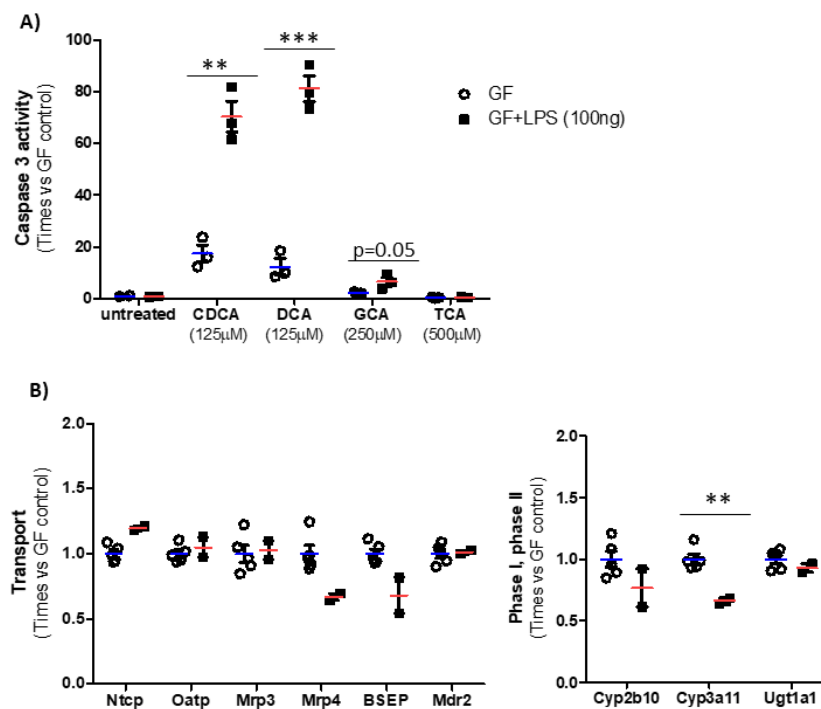 A)
Caspase 3 activity
(Times vs GF control)
100
80
60
40
20
0
**
***
p=0.05
GF
GF+LPS (100ng)
untreated CDCA DCA GCA TCA
(125μM) (125μM) (250μM) (500μM)
B)
Transport
(Times vs GF control)
2.0
1.5
1.0
0.5
0.0
Ntcp Oatp Mrp3 Mrp4 BSEP Mdr2
Phase I, phase II
(Times vs GF control)
2.0
1.5
1.0
0.5
0.0
**
Cyp2b10 Cyp3a11 Ugt1a1